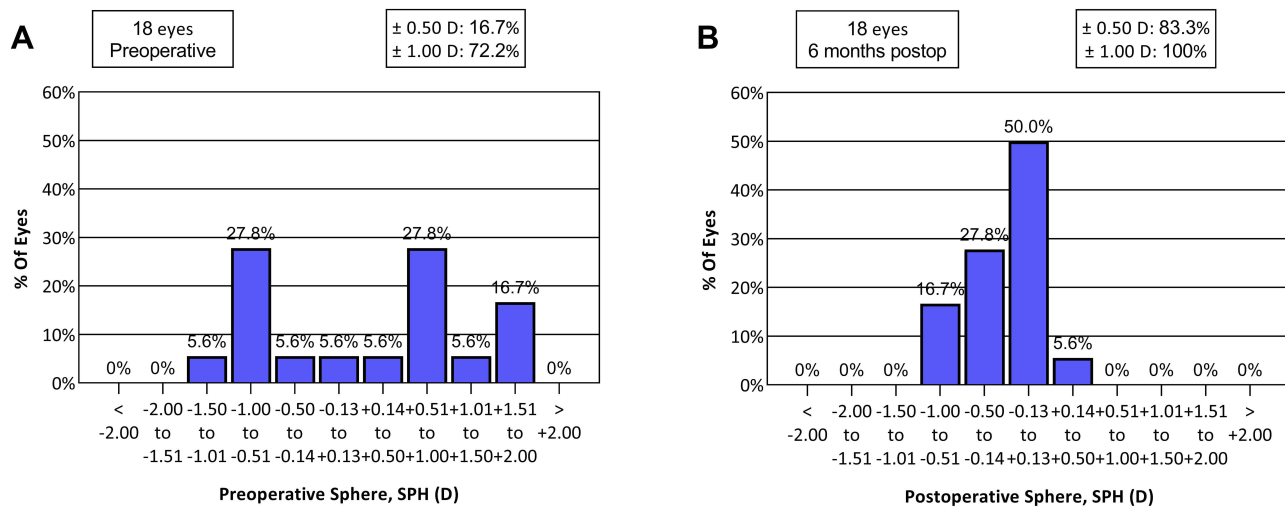 A
18 eyes
Preoperative
± 0.50 D: 16.7%
± 1.00 D: 72.2%
60%
50%
40%
30%
20%
10%
0%
% Of Eyes
0% 0% 5.6% 27.8% 5.6% 5.6% 5.6% 27.8% 5.6% 16.7% 0%
< -2.00 -1.50 -1.00 -0.50 -0.13 +0.14 +0.51 +1.01 +1.51 >
-2.00 to to to to to to to to to +2.00
-1.51 -1.01 -0.51 -0.14 +0.13 +0.50 +1.00 +1.50 +2.00
Preoperative Sphere, SPH (D)
B
18 eyes
6 months postop
± 0.50 D: 83.3%
± 1.00 D: 100%
60%
50%
40%
30%
20%
10%
0%
% Of Eyes
0% 0% 0% 16.7% 27.8% 50.0% 5.6% 0% 0% 0% 0%
< -2.00 -1.50 -1.00 -0.50 -0.13 +0.14 +0.51 +1.01 +1.51 >
-2.00 to to to to to to to to to +2.00
-1.51 -1.01 -0.51 -0.14 +0.13 +0.50 +1.00 +1.50 +2.00
Postoperative Sphere, SPH (D)